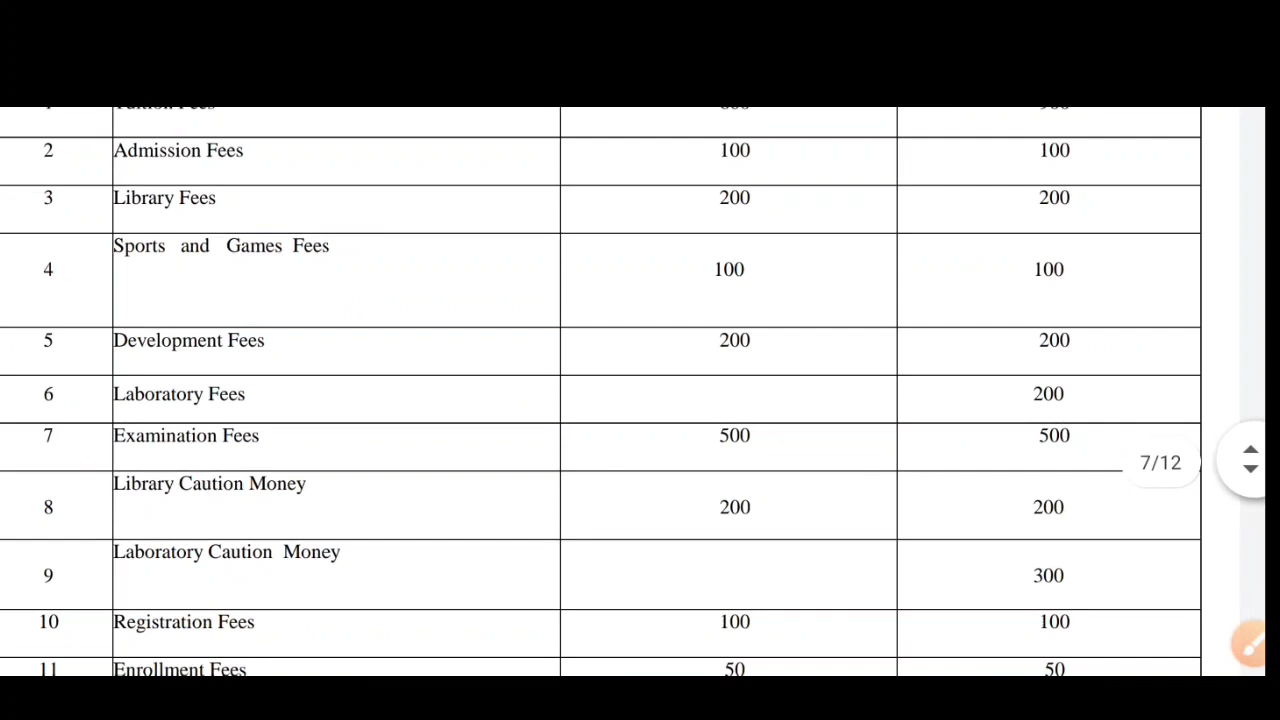 2 Admission Fees 100 100
3 Library Fees 200 200
Sports and Games Fees
4 100 100
5 Development Fees 200 200
6 Laboratory Fees 200
7 Examination Fees 500 500
7/12
Library Caution Money
8 200 200
Laboratory Caution Money
9 300
10 Registration Fees 100 100
11 Enrollment Fees 50 50